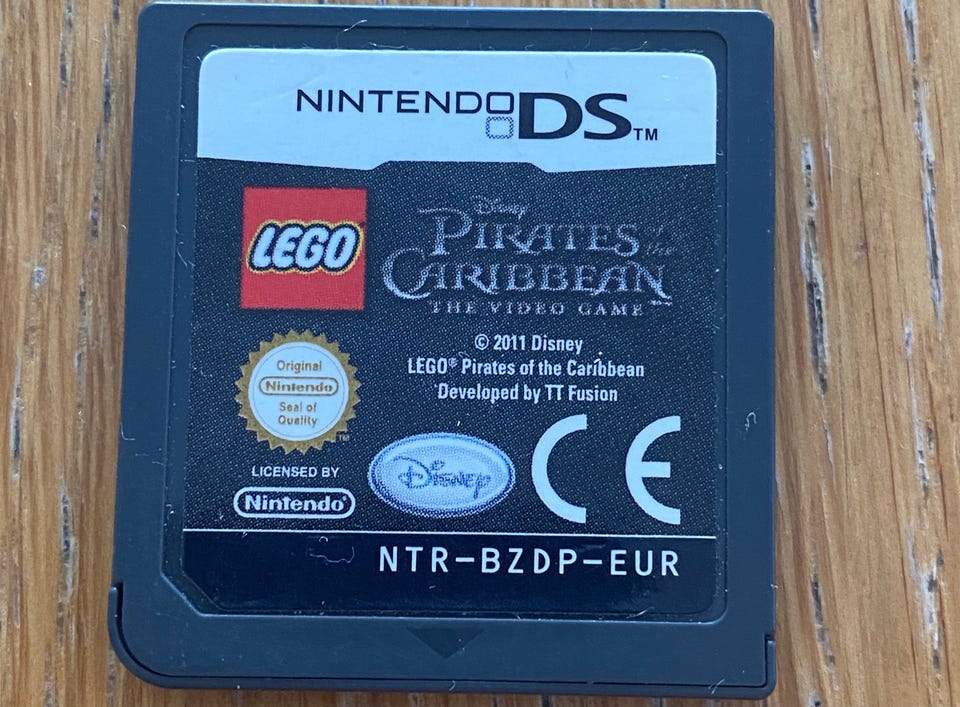 NINTENDO DS™
LEGO
Disney
PIRATES of the
CARIBBEAN
THE VIDEO GAME
© 2011 Disney
LEGO® Pirates of the Caribbean
Developed by TT Fusion
Original
Nintendo
Seal of
Quality
TM
LICENSED BY
Nintendo®
Disney
CE
NTR-BZDP-EUR